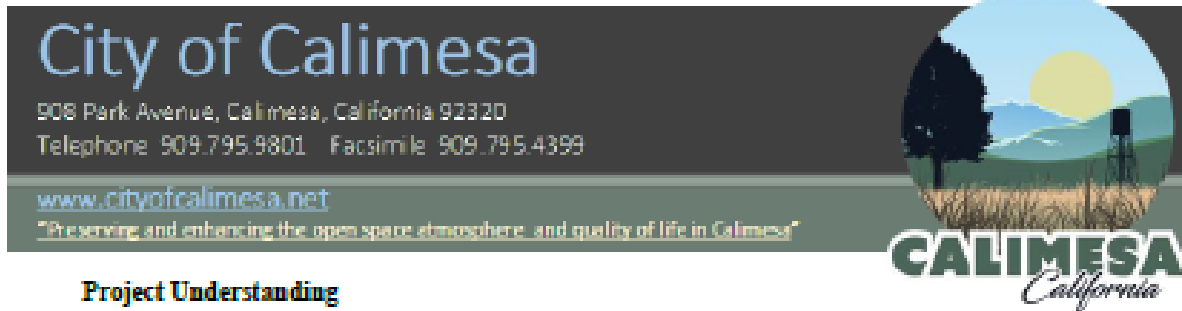 City of Calimesa
908 Park Avenue, Calimesa, California 92320
Telephone 909.795.9801 Facsimile 909.795.4399
www.cityofcalimesa.net
"Preserving and enhancing the open space atmosphere and quality of life in Calimesa"
CALIMESA
California
Project Understanding